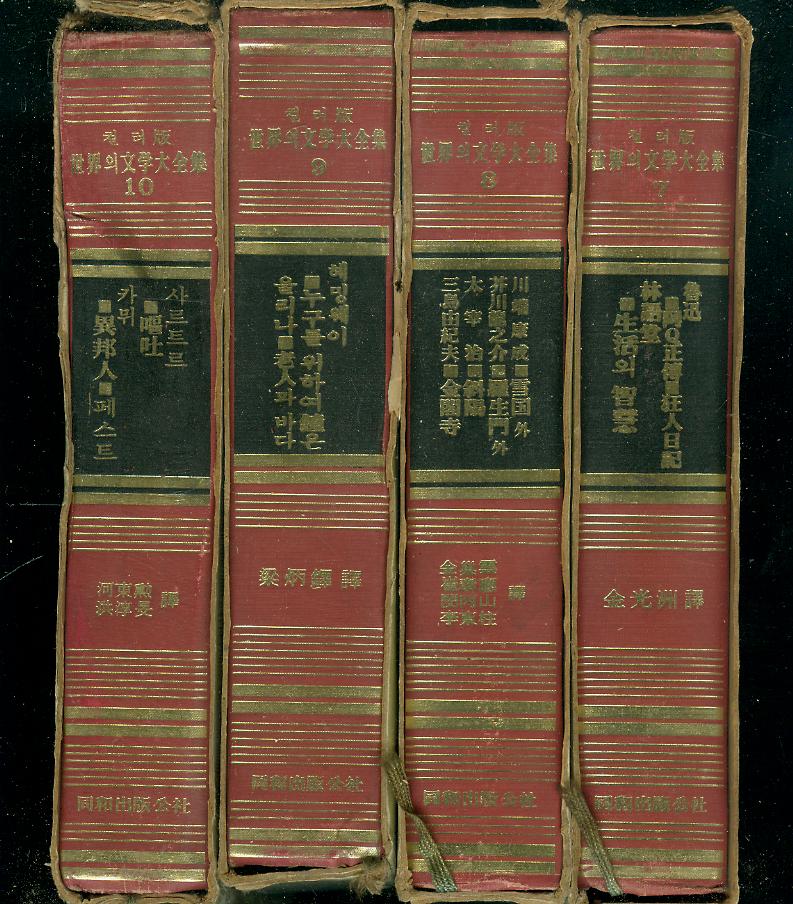 컬러版
世界의文学大全集
10
사르트르
■嘔吐
카뮈
■異邦人■페스트
河東勲
洪淳旻
譯
同和出版公社
컬러版
世界의文学大全集
9
헤밍웨이
■누구를 위하여 鍾은
울리나■老人과 바다
梁炳鐸 譯
同和出版公社
컬러版
世界의文学大全集
8
川端康成■雪国 外
芥川龍之介■羅生門 外
太宰治■斜陽
三島由紀夫■金閣寺
譯
同和出版公社
컬러版
世界의文学大全集
7
魯迅
■阿Q正傳■狂人日記
林語堂
■生活의 智慧
金光洲 譯
同和出版公社